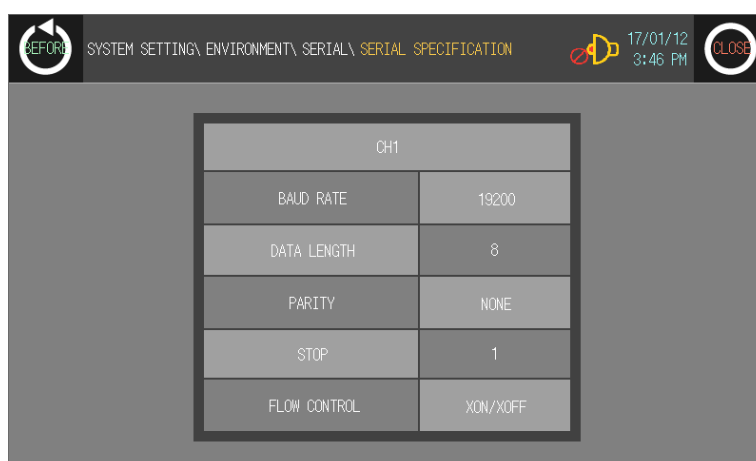 BEFORE
SYSTEM SETTING\ ENVIRONMENT\ SERIAL\ SERIAL SPECIFICATION
17/01/12
3:46 PM
CLOSE
CH1
BAUD RATE 19200
DATA LENGTH 8
PARITY NONE
STOP 1
FLOW CONTROL XON/XOFF